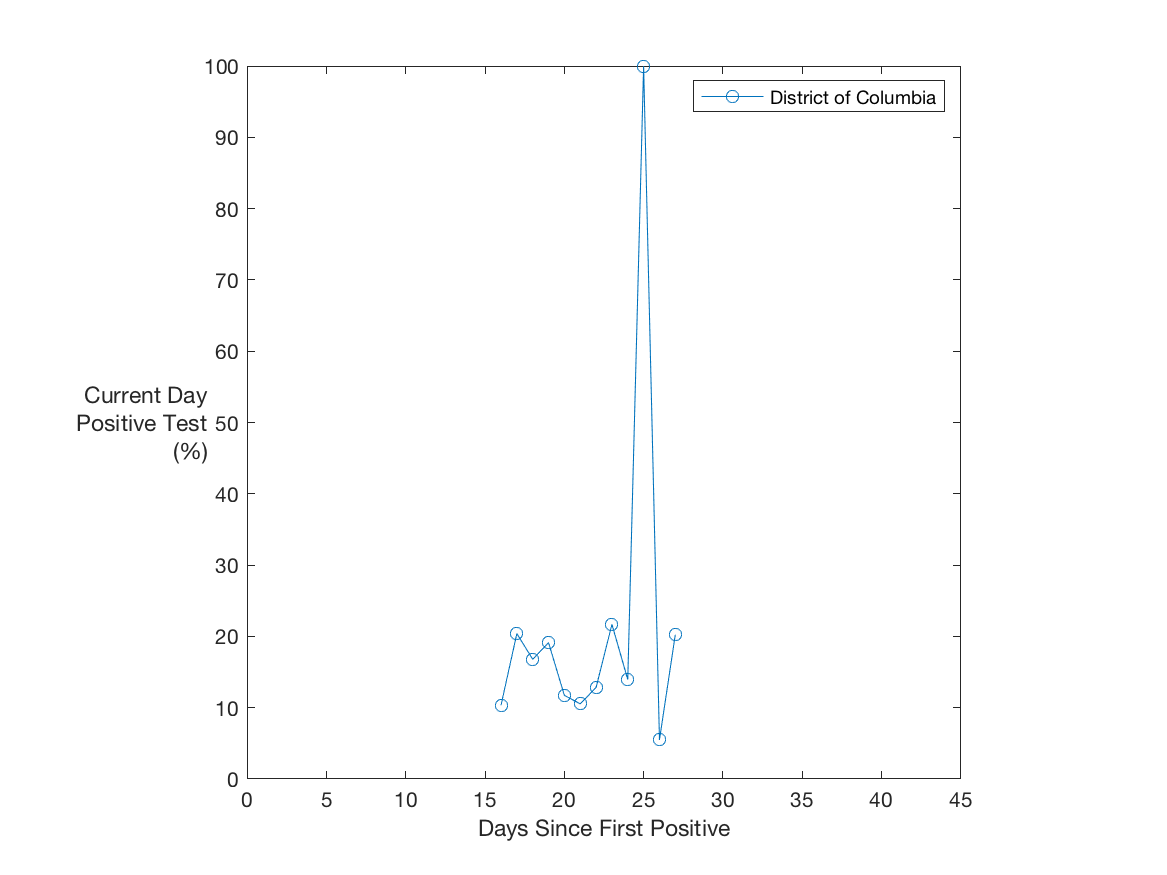 100
District of Columbia
90
80
70
60
Current Day
Positive Test
(%)
50
40
30
20
10
0
0 5 10 15 20 25 30 35 40 45
Days Since First Positive